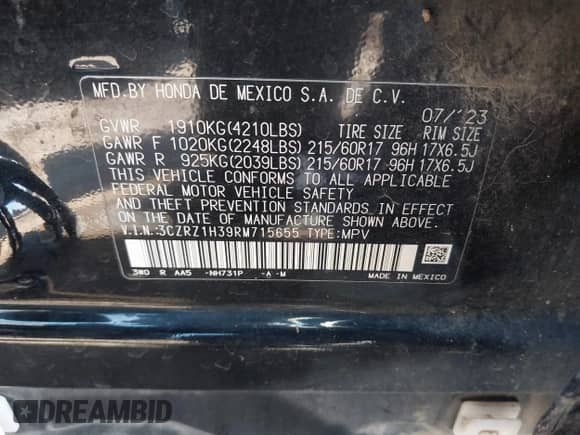 MFD. BY HONDA DE MEXICO S.A. DE C.V.
07/'23
GVWR 1910KG(4210LBS) TIRE SIZE RIM SIZE
GAWR F 1020KG(2248LBS) 215/60R17 96H 17X6.5J
GAWR R 925KG(2039LBS) 215/60R17 96H 17X6.5J
THIS VEHICLE CONFORMS TO ALL APPLICABLE
FEDERAL MOTOR VEHICLE SAFETY
AND THEFT PREVENTION STANDARDS IN EFFECT
ON THE DATE OF MANUFACTURE SHOWN ABOVE.
V.I.N.:3CZRZ1H39RM715655 TYPE:MPV
3W0 R AA5 -NH731P -A -M
MADE IN MEXICO
DREAMBID